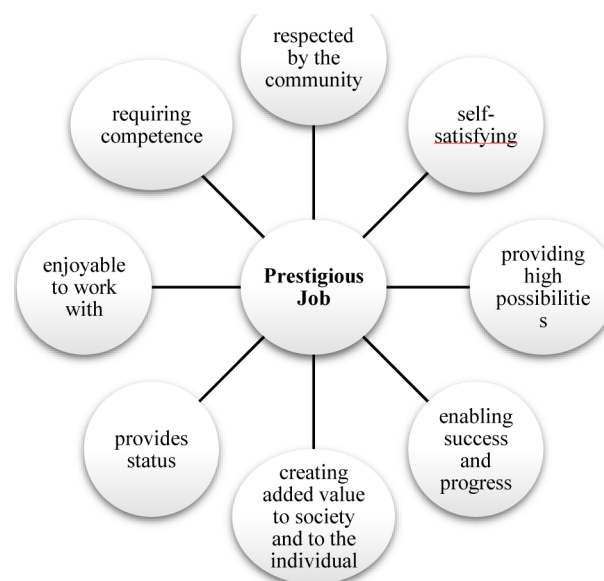 respected
by the
community
self-
satisfying
providing
high
possibilitie
s
enabling
success
and
progress
creating
added value
to society
and to the
individual
provides
status
enjoyable
to work
with
requiring
competence
Prestigious
Job